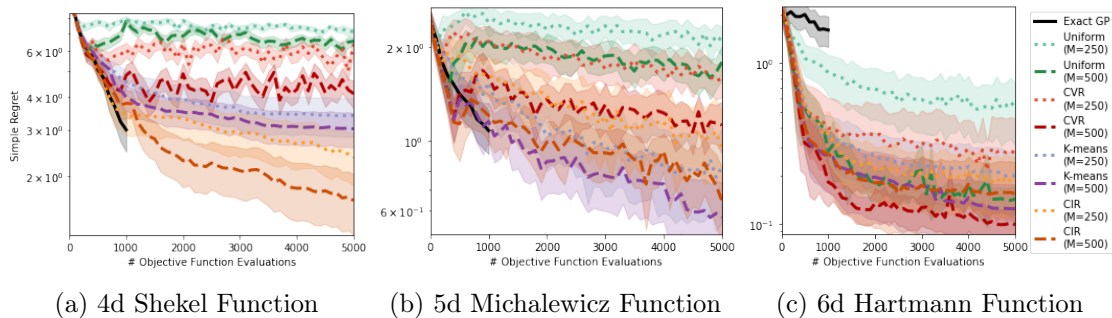 Simple Regret
6 × 10⁰
4 × 10⁰
3 × 10⁰
2 × 10⁰
0 1000 2000 3000 4000 5000
# Objective Function Evaluations
(a) 4d Shekel Function
2 × 10⁰
10⁰
6 × 10⁻¹
0 1000 2000 3000 4000 5000
# Objective Function Evaluations
(b) 5d Michalewicz Function
10⁰
10⁻¹
0 1000 2000 3000 4000 5000
# Objective Function Evaluations
(c) 6d Hartmann Function
Exact GP
Uniform
(M=250)
Uniform
(M=500)
CVR
(M=250)
CVR
(M=500)
K-means
(M=250)
K-means
(M=500)
CIR
(M=250)
CIR
(M=500)